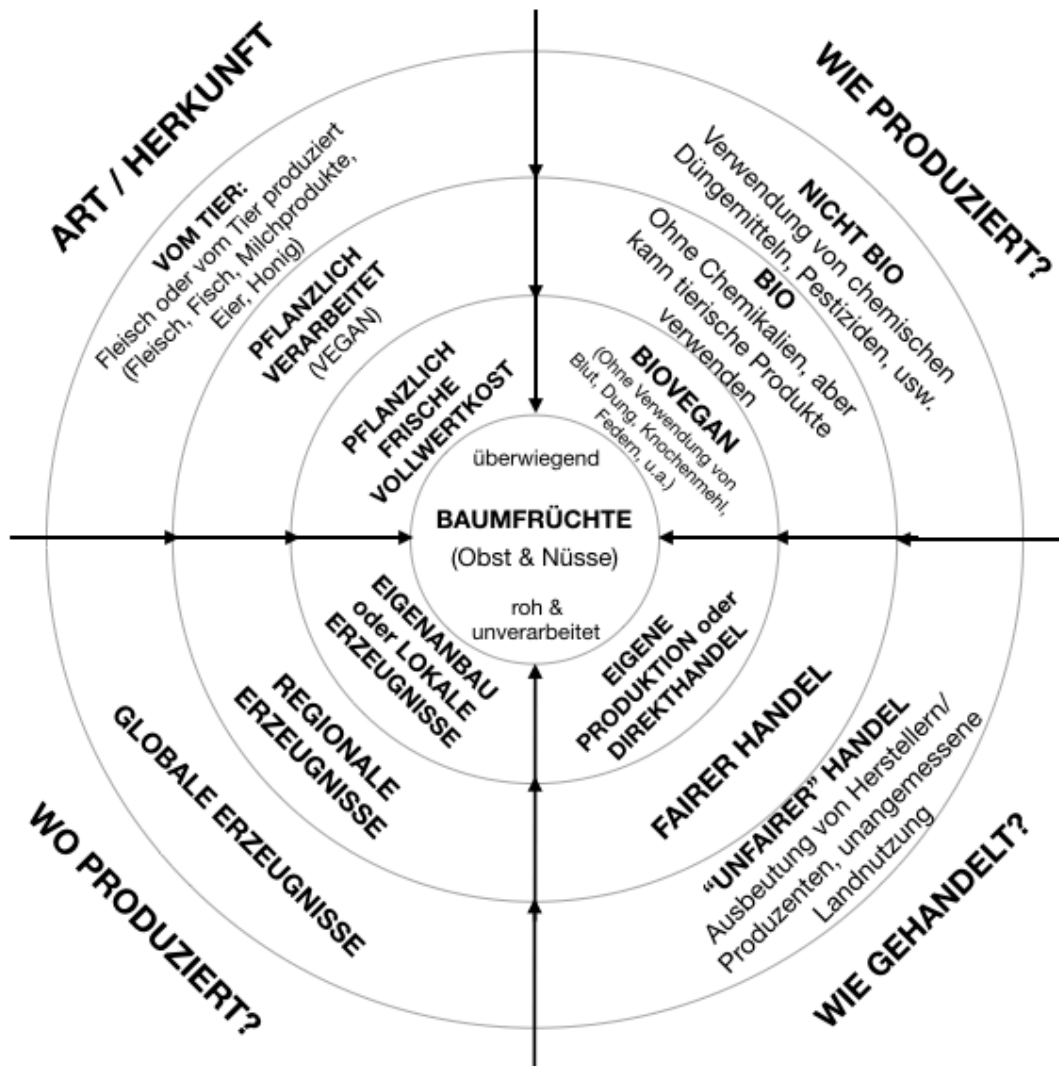 ART / HERKUNFT
VOM TIER:
Fleisch oder vom Tier produziert
(Fleisch, Fisch, Milchprodukte,
Eier, Honig)
PFLANZLICH
VERARBEITET
(VEGAN)
PFLANZLICH
FRISCHE
VOLLWERTKOST
WIE PRODUZIERT?
NICHT BIO
Verwendung von chemischen
Düngemitteln, Pestiziden, usw.
BIO
Ohne Chemikalien, aber
kann tierische Produkte
verwenden
BIOVEGAN
(Ohne Verwendung von
Blut, Dung, Knochenmehl,
Federn, u.a.)
überwiegend
BAUMFRÜCHTE
(Obst & Nüsse)
roh &
unverarbeitet
EIGENANBAU
oder LOKALE
ERZEUGNISSE
REGIONALE
ERZEUGNISSE
GLOBALE ERZEUGNISSE
WO PRODUZIERT?
EIGENE
PRODUKTION oder
DIREKTHANDEL
FAIRER HANDEL
“UNFAIRER” HANDEL
Ausbeutung von Herstellern/
Produzenten, unangemessene
Landnutzung
WIE GEHANDELT?